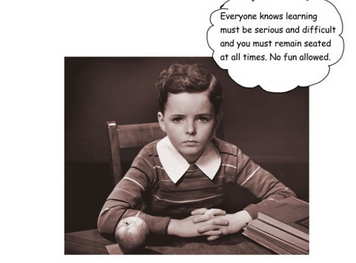 Everyone knows learning
must be serious and difficult
and you must remain seated
at all times. No fun allowed.